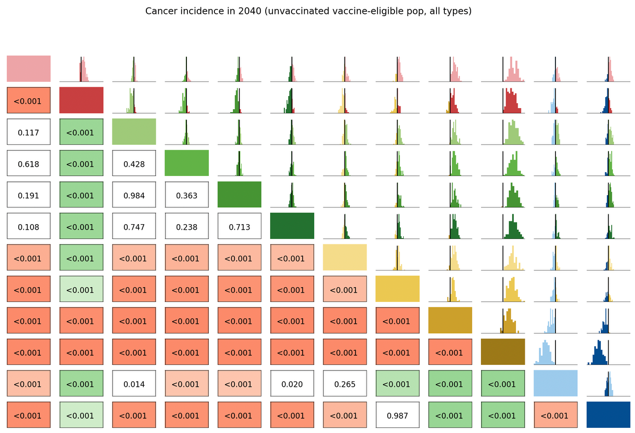 Cancer incidence in 2040 (unvaccinated vaccine-eligible pop, all types)
<0.001
0.117 <0.001
0.618 <0.001 0.428
0.191 <0.001 0.984 0.363
0.108 <0.001 0.747 0.238 0.713
<0.001 <0.001 <0.001 <0.001 <0.001 <0.001
<0.001 <0.001 <0.001 <0.001 <0.001 <0.001 <0.001
<0.001 <0.001 <0.001 <0.001 <0.001 <0.001 <0.001 <0.001
<0.001 <0.001 <0.001 <0.001 <0.001 <0.001 <0.001 <0.001 <0.001
<0.001 <0.001 0.014 <0.001 <0.001 0.020 0.265 <0.001 <0.001 <0.001
<0.001 <0.001 <0.001 <0.001 <0.001 <0.001 <0.001 0.987 <0.001 <0.001 <0.001